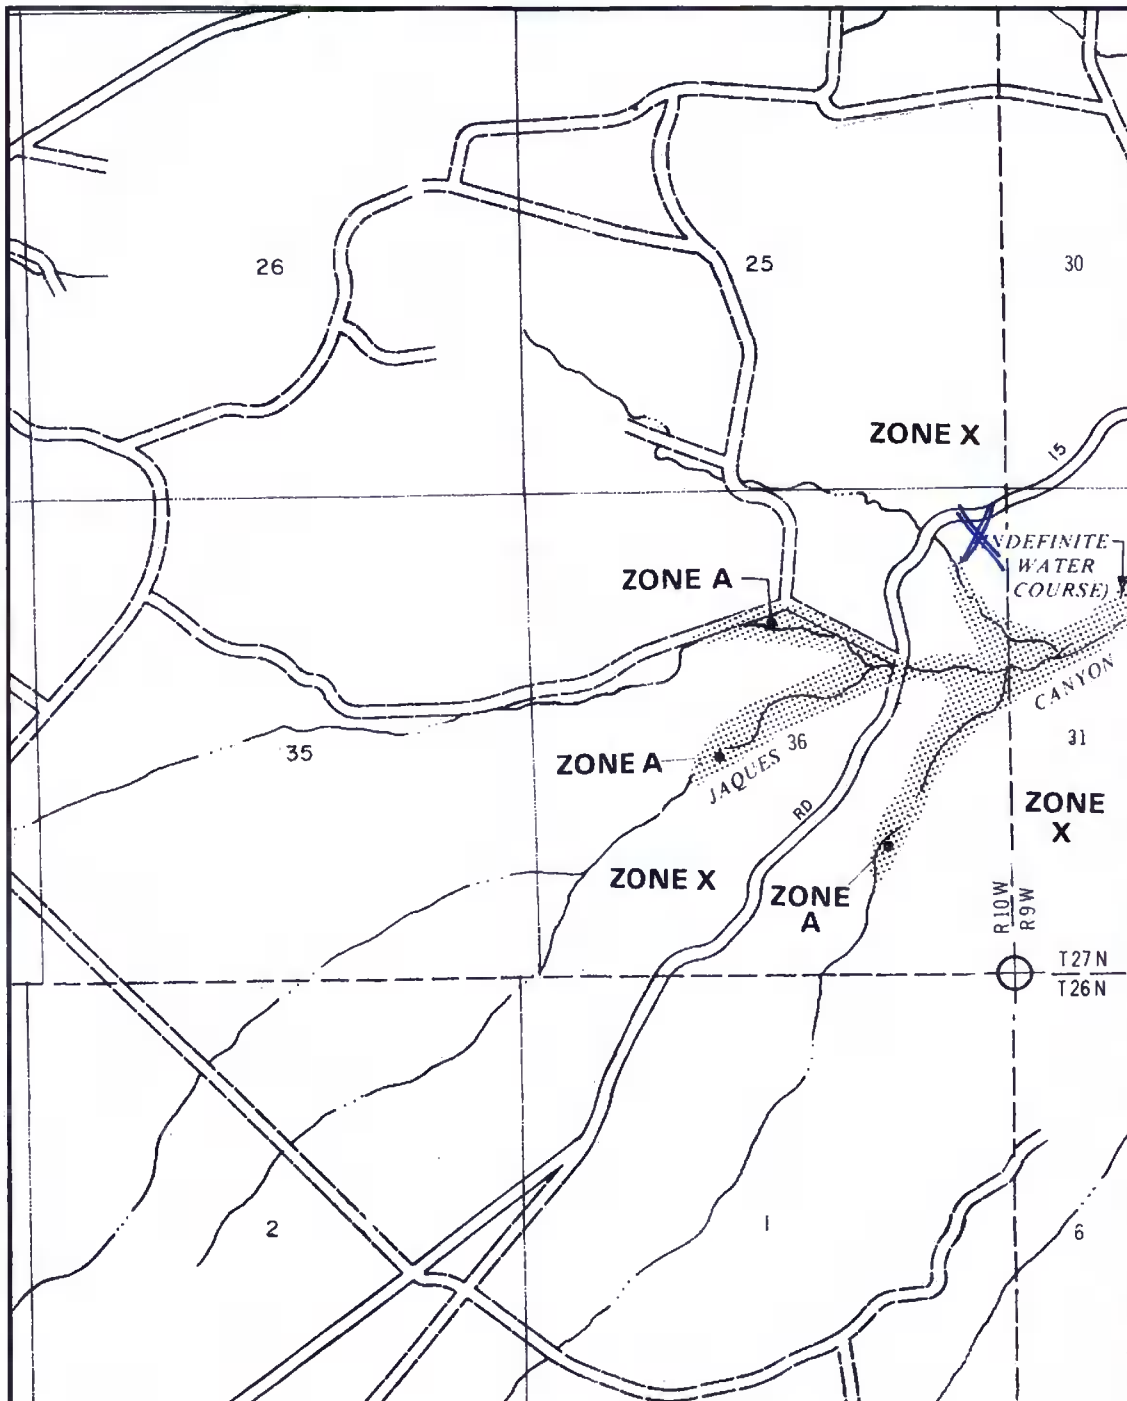 26
25
30
ZONE X
15
INDEFINITE
WATER
COURSE)
ZONE A
CANYON
35
ZONE A
JAQUES
36
31
ZONE
X
RD
ZONE X
ZONE
A
R10W
R9W
T27N
T26N
2
1
6